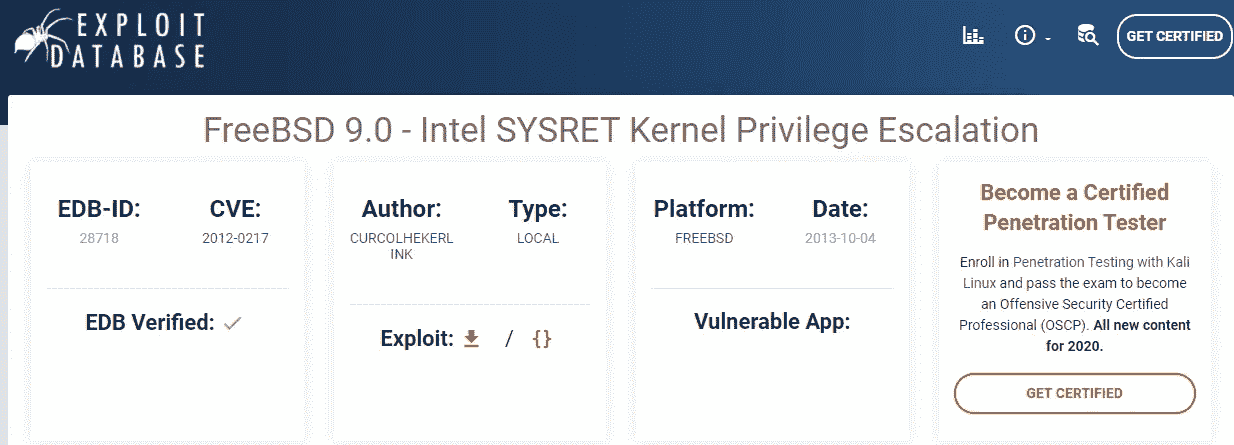 EXPLOIT
DATABASE
GET CERTIFIED
FreeBSD 9.0 - Intel SYSRET Kernel Privilege Escalation
EDB-ID:
28718
CVE:
2012-0217
EDB Verified:
Author:
CURCOLHEKERL
INK
Type:
LOCAL
Exploit: / {}
Platform:
FREEBSD
Date:
2013-10-04
Vulnerable App:
Become a Certified
Penetration Tester
Enroll in Penetration Testing with Kali
Linux and pass the exam to become
an Offensive Security Certified
Professional (OSCP). All new content
for 2020.
GET CERTIFIED